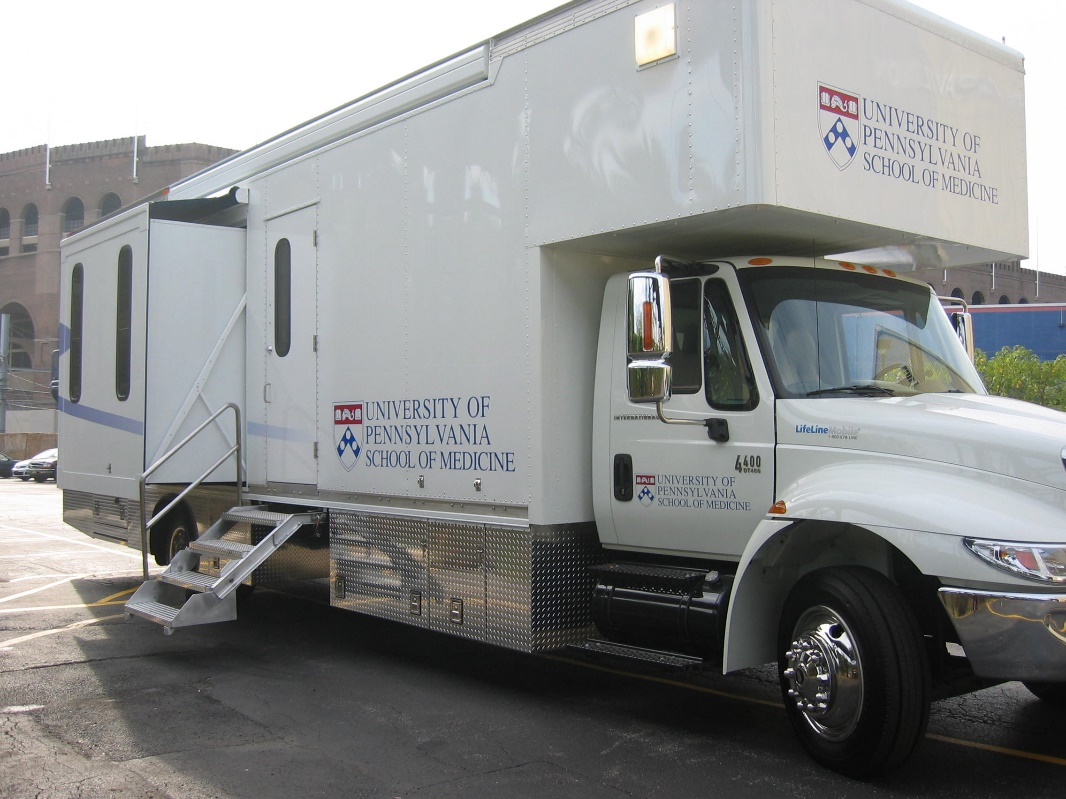 UNIVERSITY OF
PENNSYLVANIA
SCHOOL OF MEDICINE
UNIVERSITY OF
PENNSYLVANIA
SCHOOL OF MEDICINE
LifeLineMobile
4400
UNIVERSITY OF
PENNSYLVANIA
SCHOOL OF MEDICINE